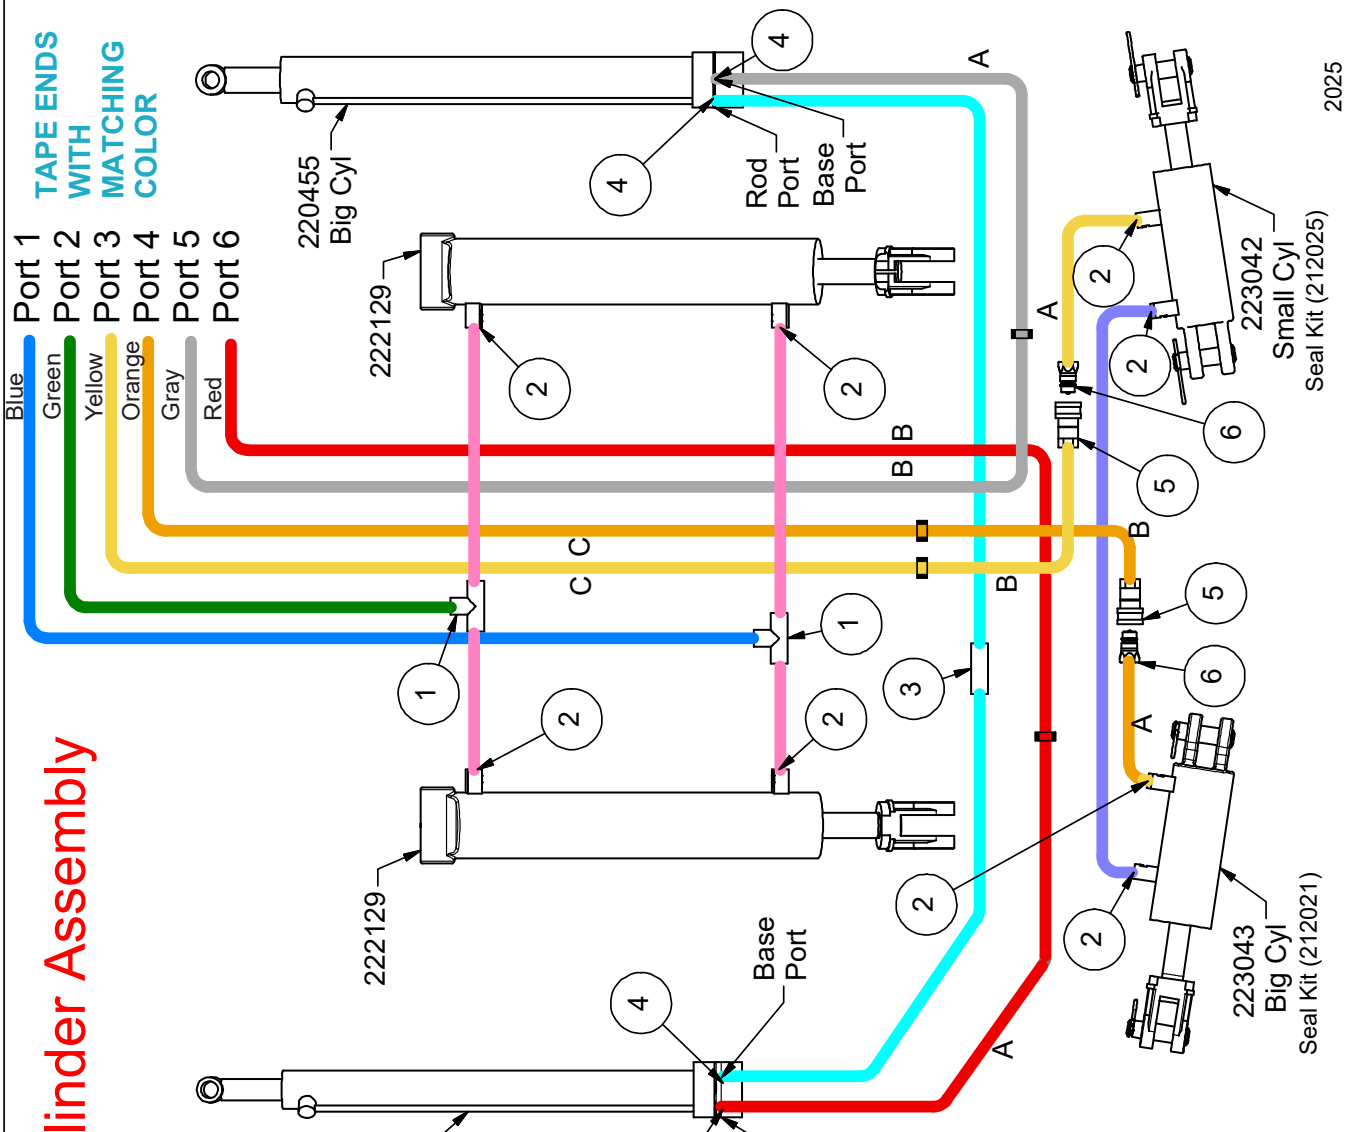 linder Assembly
TAPE ENDS
WITH
MATCHING
COLOR
Port 1
Port 2
Port 3
Port 4
Port 5
Port 6
Blue
Green
Yellow
Orange
Gray
Red
220455
Big Cyl
222129
222129
4
4
Rod
Port
Base
Port
A
2
2
2
2
1
1
B
B
C
C
B
B
A
A
A
3
5
6
5
6
2
2
2
2
4
Base
Port
223042
Small Cyl
Seal Kit (212025)
223043
Big Cyl
Seal Kit (212021)
2025